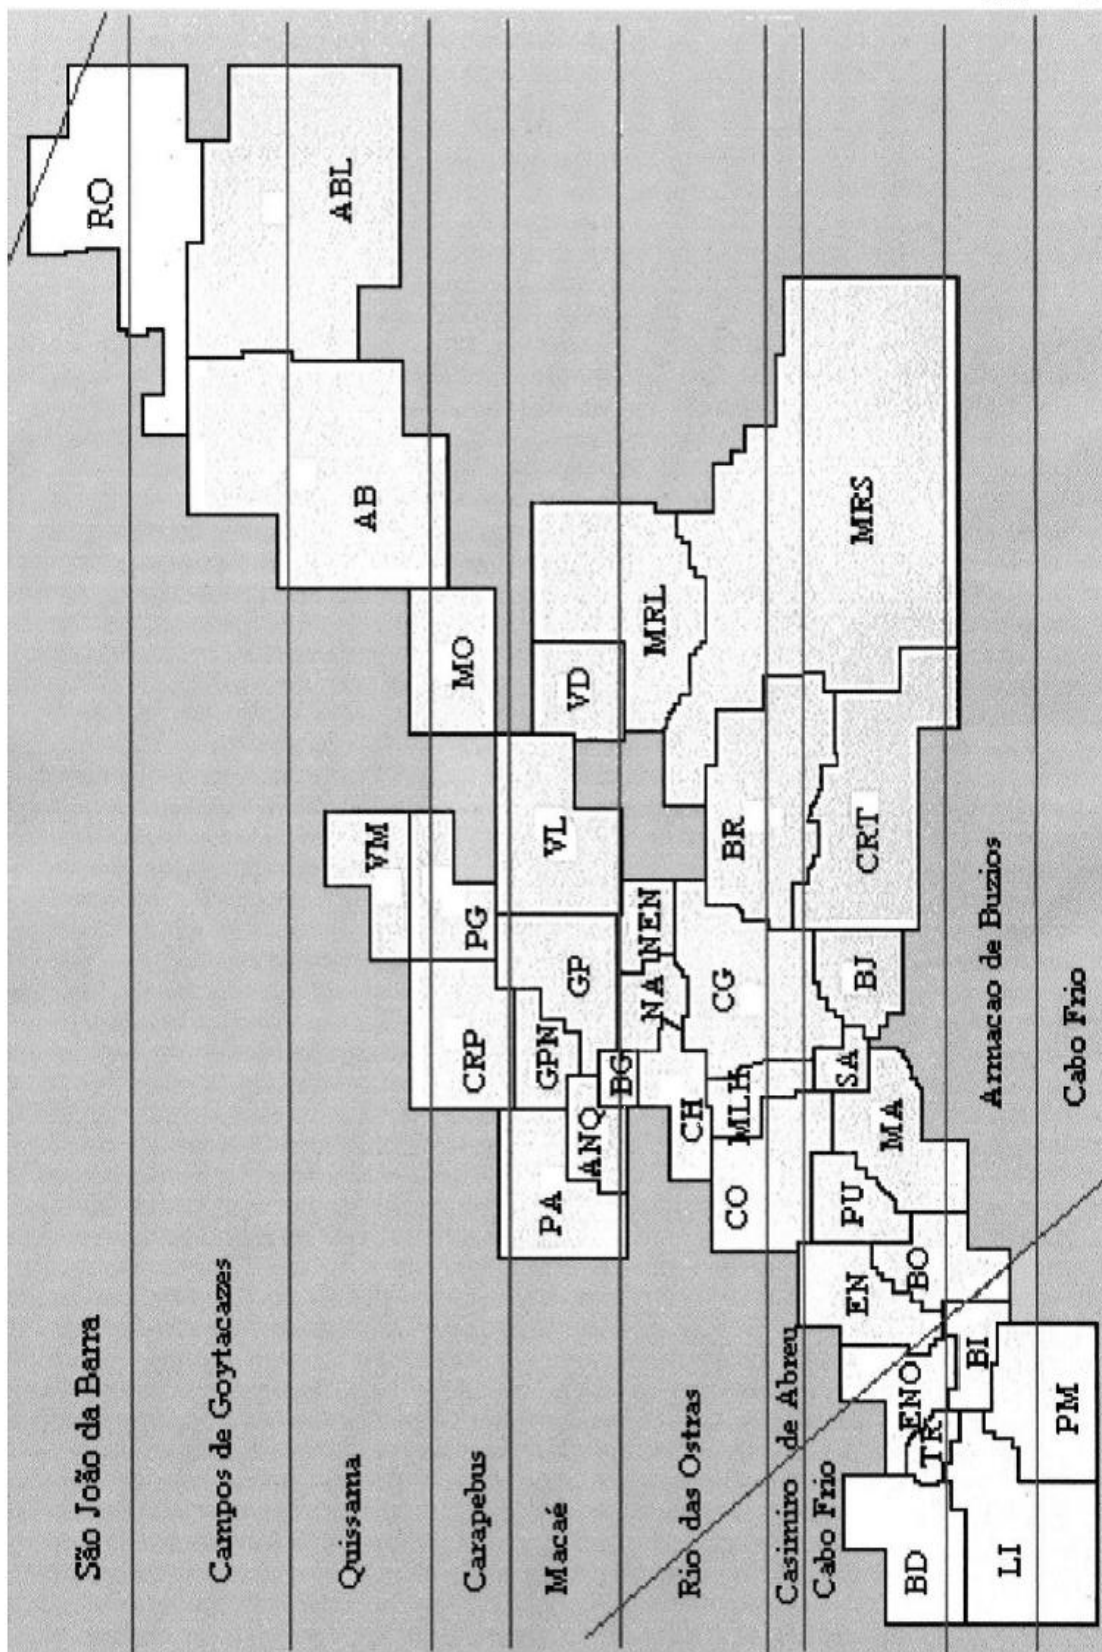 São João da Barra
Campos de Goytacazes
Quissama
Carapebus
Macaé
Rio das Ostras
Casimiro de Abreu
Cabo Frio
Armacao de Buzios
Cabo Frio
RO
ABL
AB
MO
VM
PG
CRP
VL
VD
MRL
GP
GPN
PA
ANQ
BG
NA
NEN
CH
CG
MLH
CO
BR
MRS
CRT
BJ
SA
MA
PU
EN
BO
ENO
TR
BD
BI
LI
PM